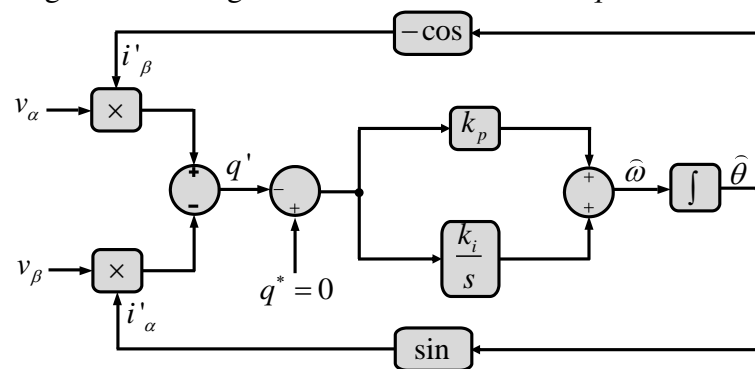 −cos
i'β
vα
×
kp
+
q'
−
+
ω̂
∫
θ̂
+
+
-
ki
s
vβ
×
q* = 0
i'α
sin